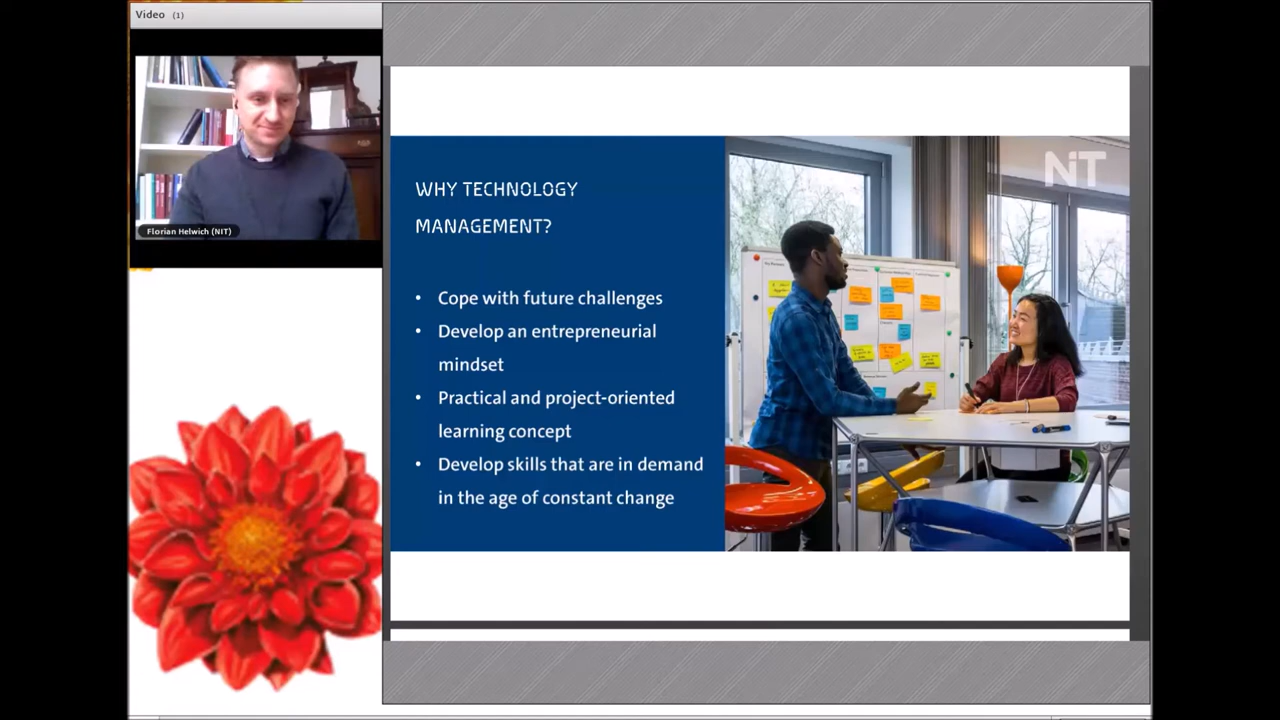 Video (1)
Florian Helwich (NIT)
NiT
WHY TECHNOLOGY
MANAGEMENT?
• Cope with future challenges
• Develop an entrepreneurial
mindset
• Practical and project-oriented
learning concept
• Develop skills that are in demand
in the age of constant change